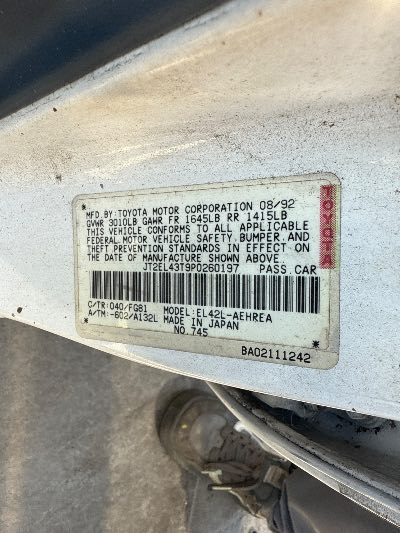 MFD.BY:TOYOTA MOTOR CORPORATION 08/92
GVWR 3010LB GAWR FR 1645LB RR 1415LB
THIS VEHICLE CONFORMS TO ALL APPLICABLE
FEDERAL MOTOR VEHICLE SAFETY,BUMPER,AND
THEFT PREVENTION STANDARDS IN EFFECT ON
THE DATE OF MANUFACTURE SHOWN ABOVE.
JT2EL43T9P0260197 PASS.CAR
C/TR:040/FGB1 MODEL:EL42L-AEHREA
A/TM:-602/A132L MADE IN JAPAN
NO.745
BA02111242
TOYOTA